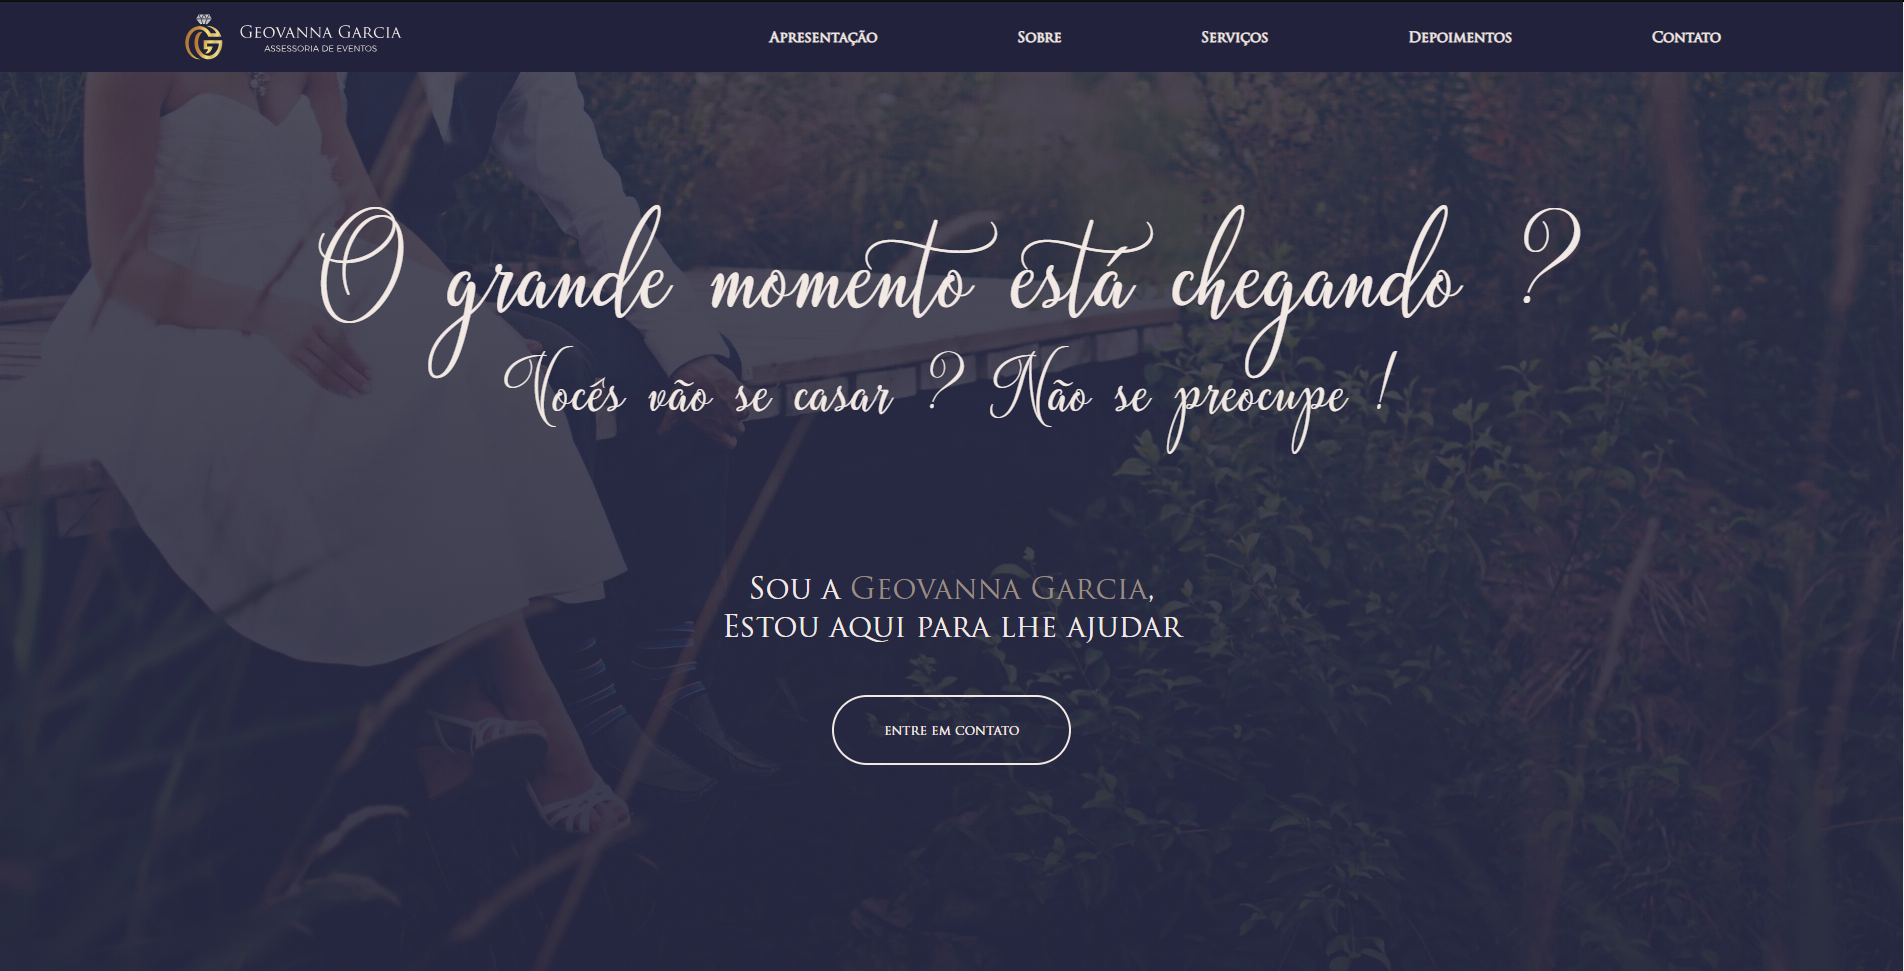 GEOVANNA GARCIA
ASSESSORIA DE EVENTOS
APRESENTAÇÃO
SOBRE
SERVIÇOS
DEPOIMENTOS
CONTATO
O grande momento está chegando ?
Vocês vão se casar ? Não se preocupe !
SOU A GEOVANNA GARCIA,
ESTOU AQUI PARA LHE AJUDAR
ENTRE EM CONTATO